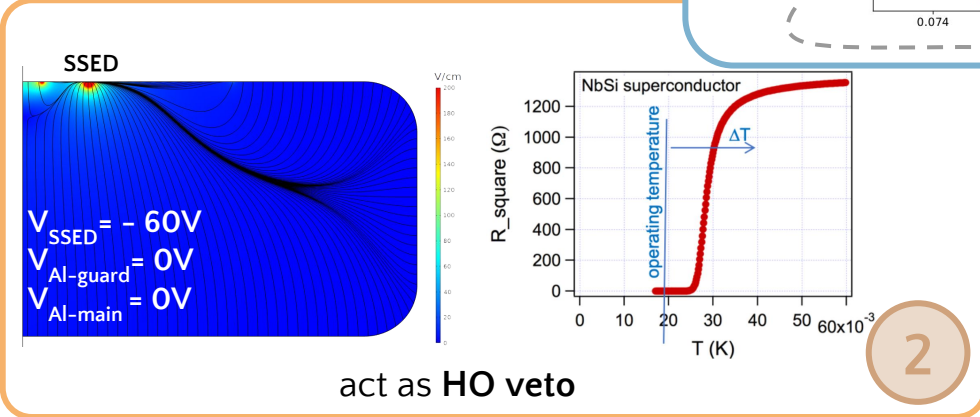 0.074
SSED
V/cm
200
180
160
140
120
100
80
60
40
20
0
V_SSED = - 60V
V_Al-guard = 0V
V_Al-main = 0V
NbSi superconductor
R_square (Ω)
1200
1000
800
600
400
200
0
operating temperature
ΔT
0 10 20 30 40 50 60x10⁻³
T (K)
act as HO veto
2